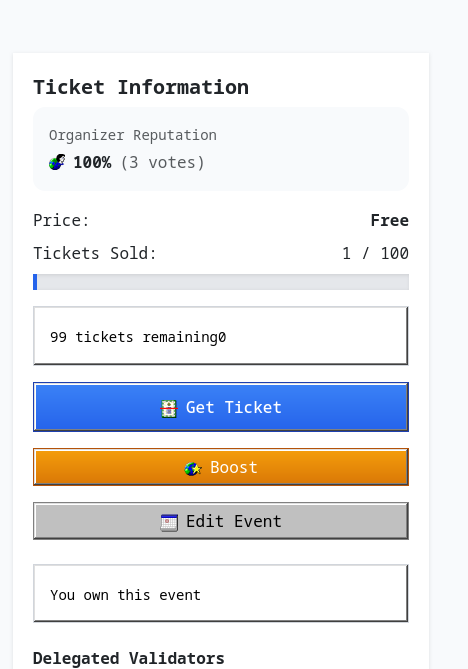 Ticket Information
Organizer Reputation
100% (3 votes)
Price: Free
Tickets Sold: 1 / 100
99 tickets remaining0
Get Ticket
Boost
Edit Event
You own this event
Delegated Validators